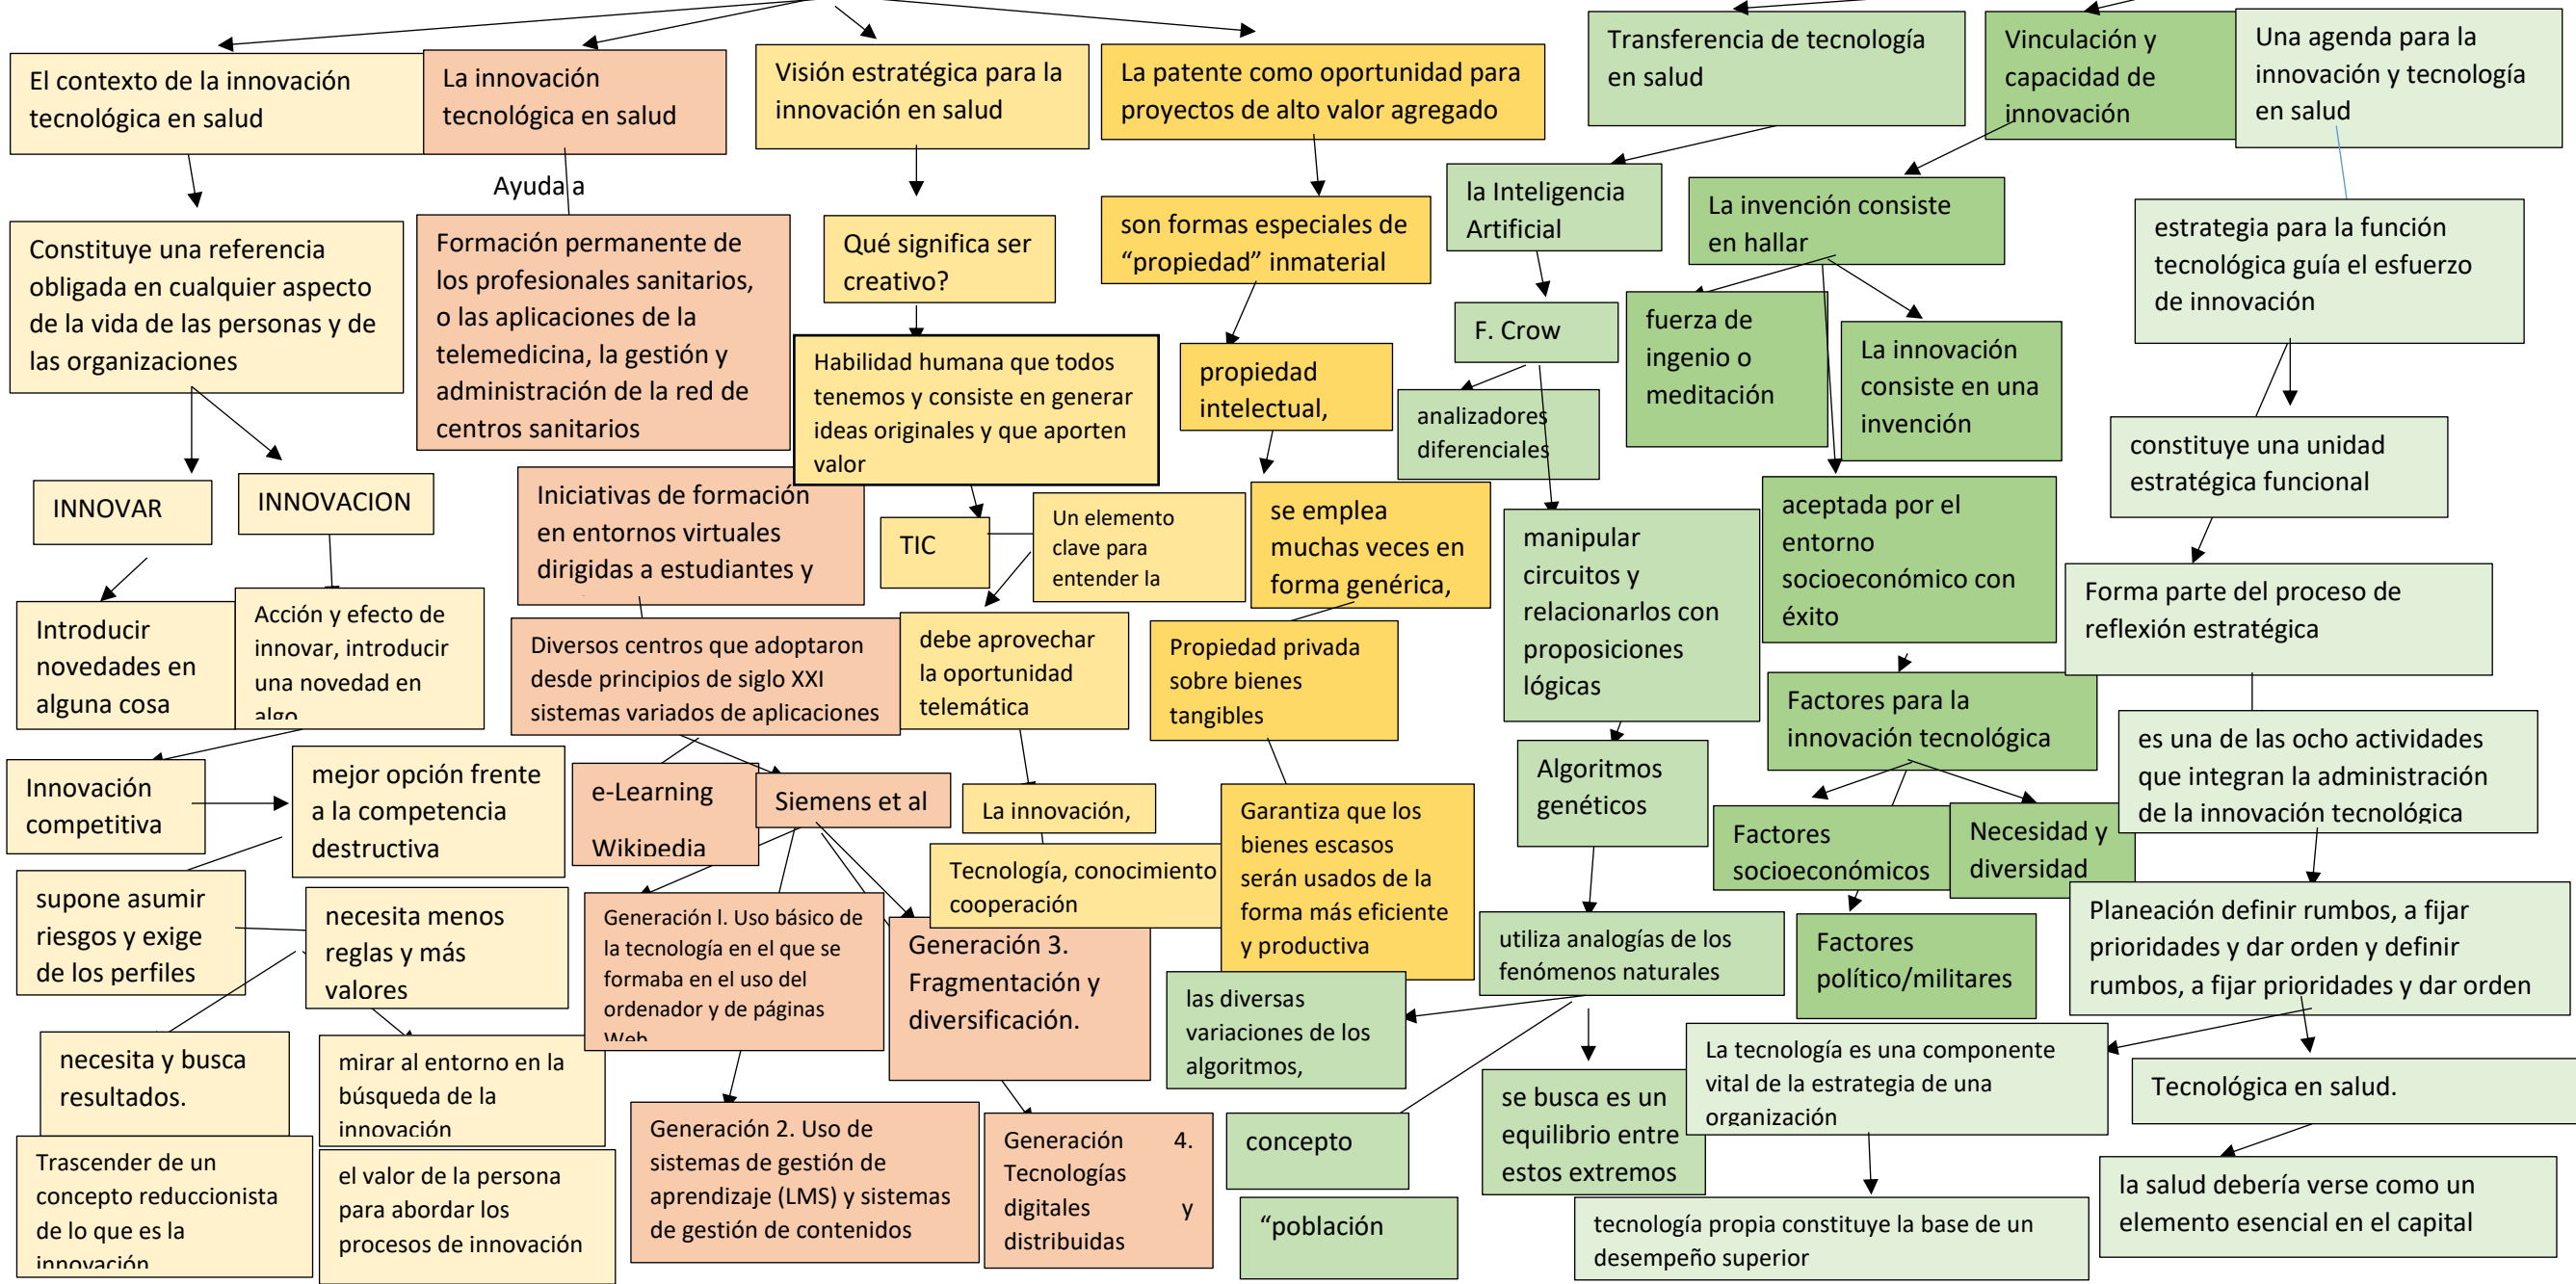 El contexto de la innovación
tecnológica en salud
La innovación
tecnológica en salud
Visión estratégica para la
innovación en salud
La patente como oportunidad para
proyectos de alto valor agregado
Transferencia de tecnología
en salud
Vinculación y
capacidad de
innovación
Una agenda para la
innovación y tecnología
en salud
Ayuda a
Constituye una referencia
obligada en cualquier aspecto
de la vida de las personas y de
las organizaciones
Formación permanente de
los profesionales sanitarios,
o las aplicaciones de la
telemedicina, la gestión y
administración de la red de
centros sanitarios
Qué significa ser
creativo?
son formas especiales de
“propiedad” inmaterial
la Inteligencia
Artificial
La invención consiste
en hallar
estrategia para la función
tecnológica guía el esfuerzo
de innovación
Habilidad humana que todos
tenemos y consiste en generar
ideas originales y que aporten
valor
propiedad
intelectual,
F. Crow
analizadores
diferenciales
fuerza de
ingenio o
meditación
La innovación
consiste en una
invención
constituye una unidad
estratégica funcional
INNOVAR
INNOVACION
Iniciativas de formación
en entornos virtuales
dirigidas a estudiantes y
TIC
Un elemento
clave para
entender la
se emplea
muchas veces en
forma genérica,
manipular
circuitos y
relacionarlos con
proposiciones
lógicas
aceptada por el
entorno
socioeconómico con
éxito
Forma parte del proceso de
reflexión estratégica
Introducir
novedades en
alguna cosa
Acción y efecto de
innovar, introducir
una novedad en
algo
Diversos centros que adoptaron
desde principios de siglo XXI
sistemas variados de aplicaciones
debe aprovechar
la oportunidad
telemática
Propiedad privada
sobre bienes
tangibles
Factores para la
innovación tecnológica
es una de las ocho actividades
que integran la administración
de la innovación tecnológica
Innovación
competitiva
mejor opción frente
a la competencia
destructiva
e-Learning
Wikipedia
Siemens et al
La innovación,
Garantiza que los
bienes escasos
serán usados de la
forma más eficiente
y productiva
Algoritmos
genéticos
Factores
socioeconómicos
Necesidad y
diversidad
Tecnología, conocimiento
cooperación
supone asumir
riesgos y exige
de los perfiles
necesita menos
reglas y más
valores
Generación l. Uso básico de
la tecnología en el que se
formaba en el uso del
ordenador y de páginas
Web
Generación 3.
Fragmentación y
diversificación.
utiliza analogías de los
fenómenos naturales
Factores
político/militares
Planeación definir rumbos, a fijar
prioridades y dar orden y definir
rumbos, a fijar prioridades y dar orden
las diversas
variaciones de los
algoritmos,
necesita y busca
resultados.
mirar al entorno en la
búsqueda de la
innovación
La tecnología es una componente
vital de la estrategia de una
organización
Tecnológica en salud.
se busca es un
equilibrio entre
estos extremos
concepto
Generación 2. Uso de
sistemas de gestión de
aprendizaje (LMS) y sistemas
de gestión de contenidos
Generación 4.
Tecnologías
digitales y
distribuidas
Trascender de un
concepto reduccionista
de lo que es la
innovación
el valor de la persona
para abordar los
procesos de innovación
“población
tecnología propia constituye la base de un
desempeño superior
la salud debería verse como un
elemento esencial en el capital